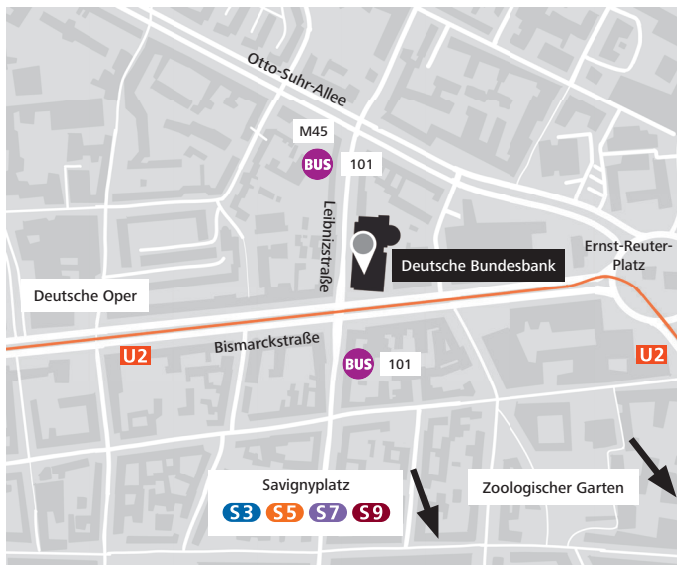 Otto-Suhr-Allee
M45
BUS 101
Leibnizstraße
Deutsche Bundesbank
Ernst-Reuter-
Platz
Deutsche Oper
Bismarckstraße
U2
U2
BUS 101
Savignyplatz
S3 S5 S7 S9
Zoologischer Garten